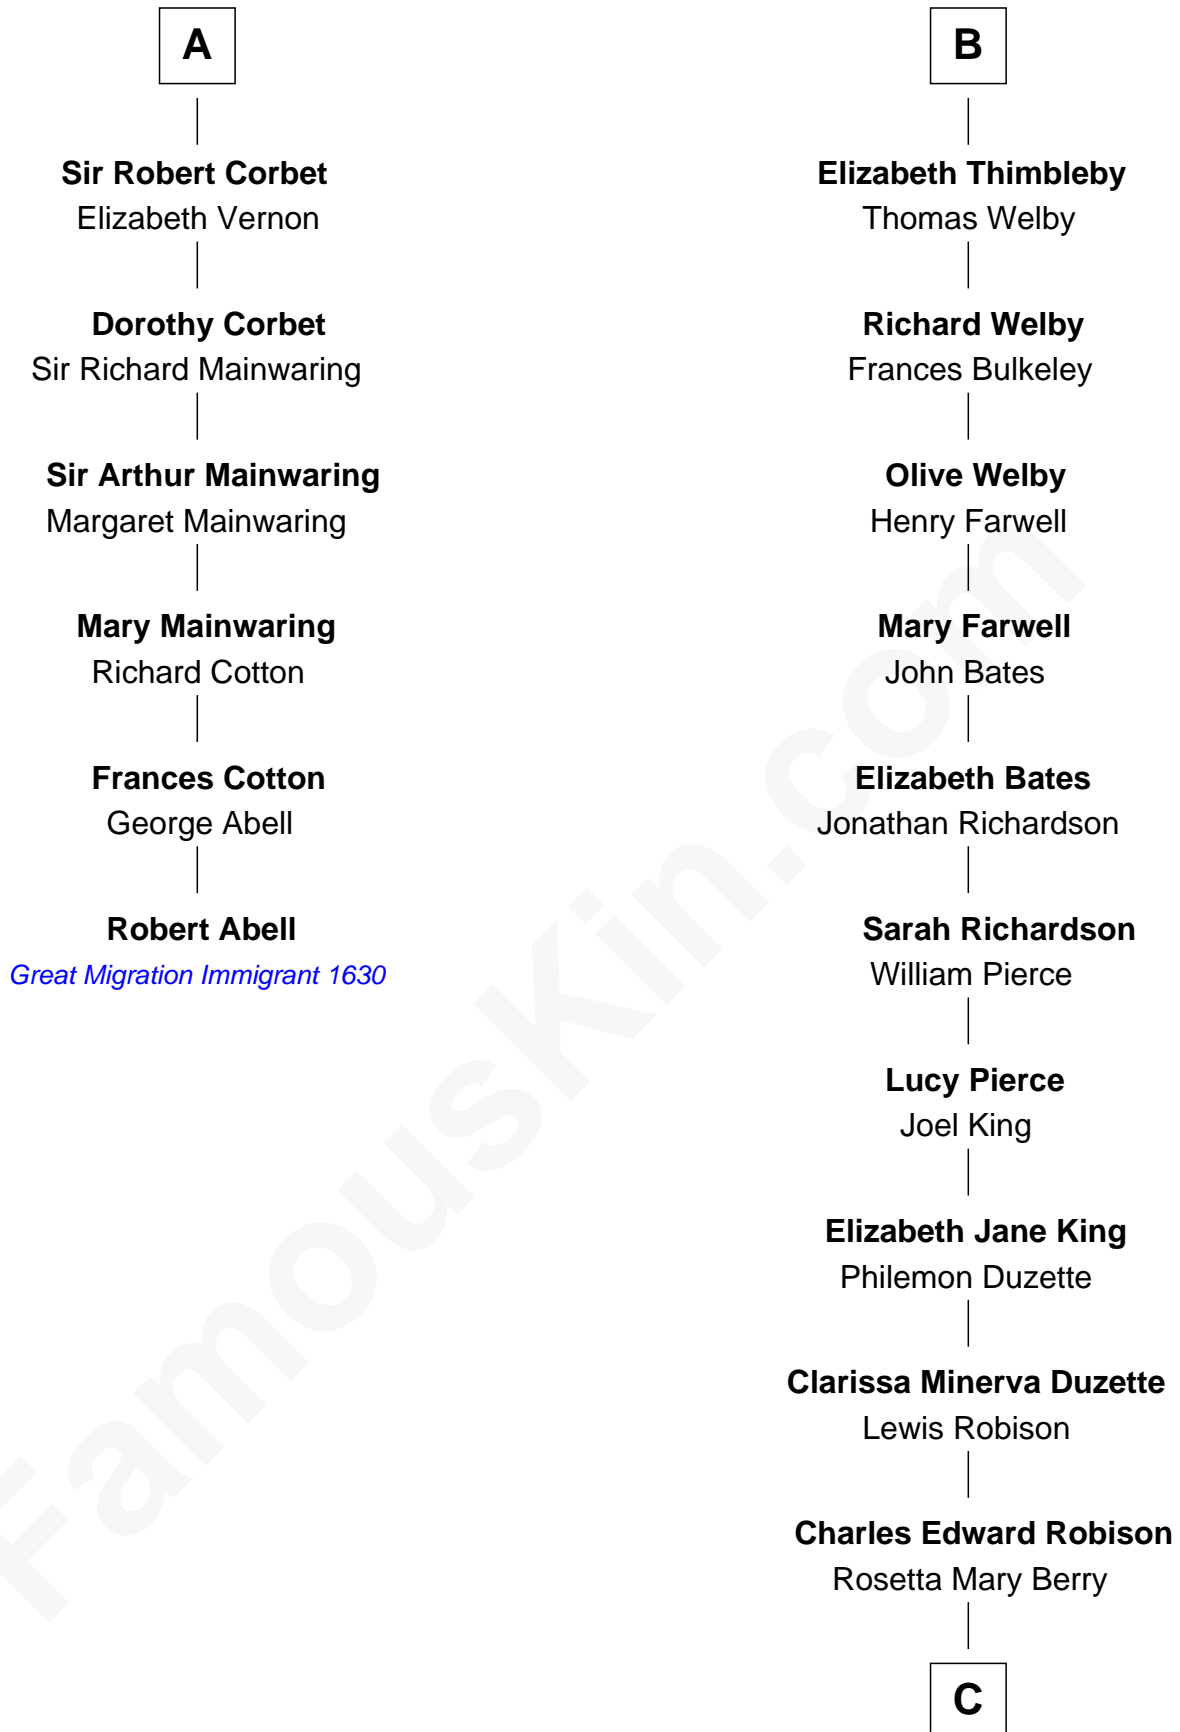 A
Sir Robert Corbet
Elizabeth Vernon
Dorothy Corbet
Sir Richard Mainwaring
Sir Arthur Mainwaring
Margaret Mainwaring
Mary Mainwaring
Richard Cotton
Frances Cotton
George Abell
Robert Abell
Great Migration Immigrant 1630
B
Elizabeth Thimbleby
Thomas Welby
Richard Welby
Frances Bulkeley
Olive Welby
Henry Farwell
Mary Farwell
John Bates
Elizabeth Bates
Jonathan Richardson
Sarah Richardson
William Pierce
Lucy Pierce
Joel King
Elizabeth Jane King
Philemon Duzette
Clarissa Minerva Duzette
Lewis Robison
Charles Edward Robison
Rosetta Mary Berry
C
FamousKin.com